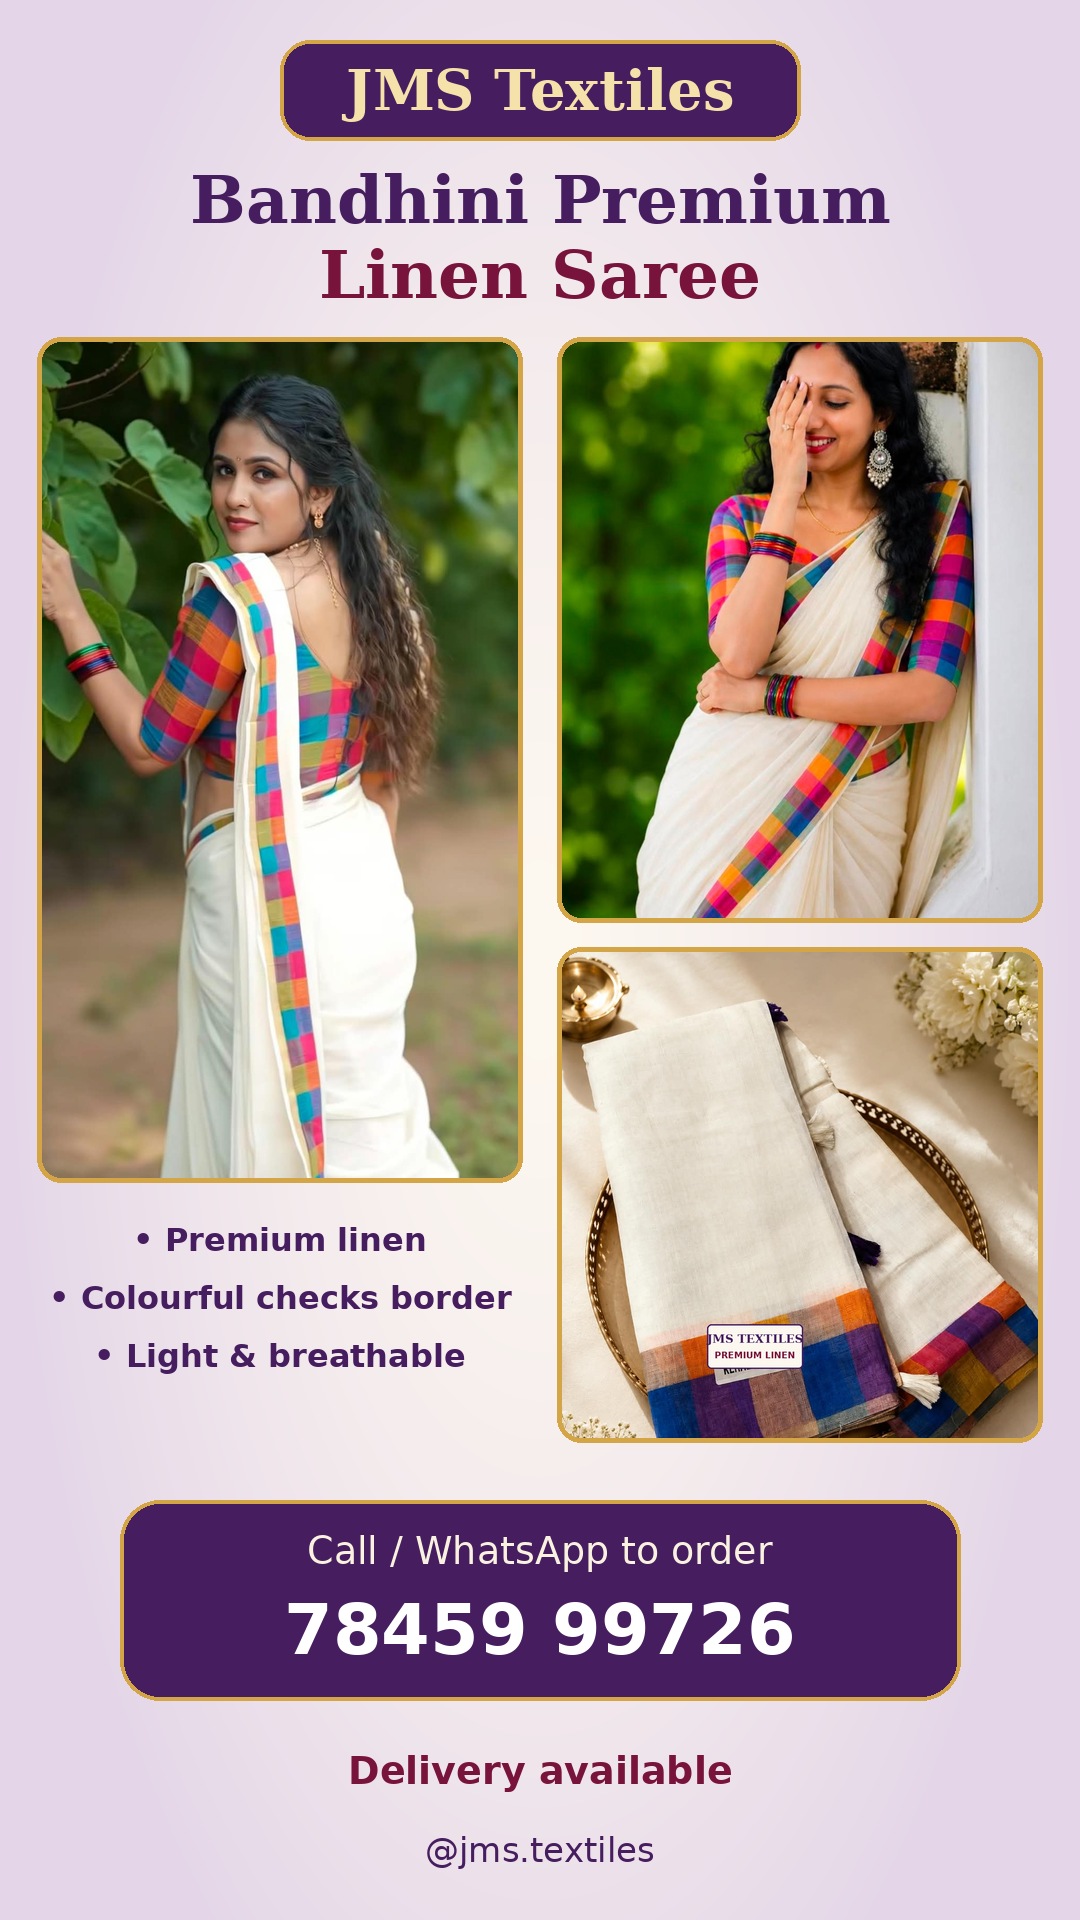 JMS Textiles
Bandhini Premium
Linen Saree
• Premium linen
• Colourful checks border
• Light & breathable
JMS TEXTILES
PREMIUM LINEN
Call / WhatsApp to order
78459 99726
Delivery available
@jms.textiles